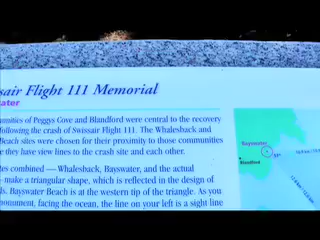 ssair Flight 111 Memorial
ater
unities of Peggys Cove and Blandford were central to the recovery
following the crash of Swissair Flight 111. The Whalesback and
Beach sites were chosen for their proximity to those communities
e they have view lines to the crash site and each other.
tes combined — Whalesback, Bayswater, and the actual
make a triangular shape, which is reflected in the design of
ls. Bayswater Beach is at the western tip of the triangle. As you
monument, facing the ocean, the line on your left is a sight line
Bayswater
Blandford